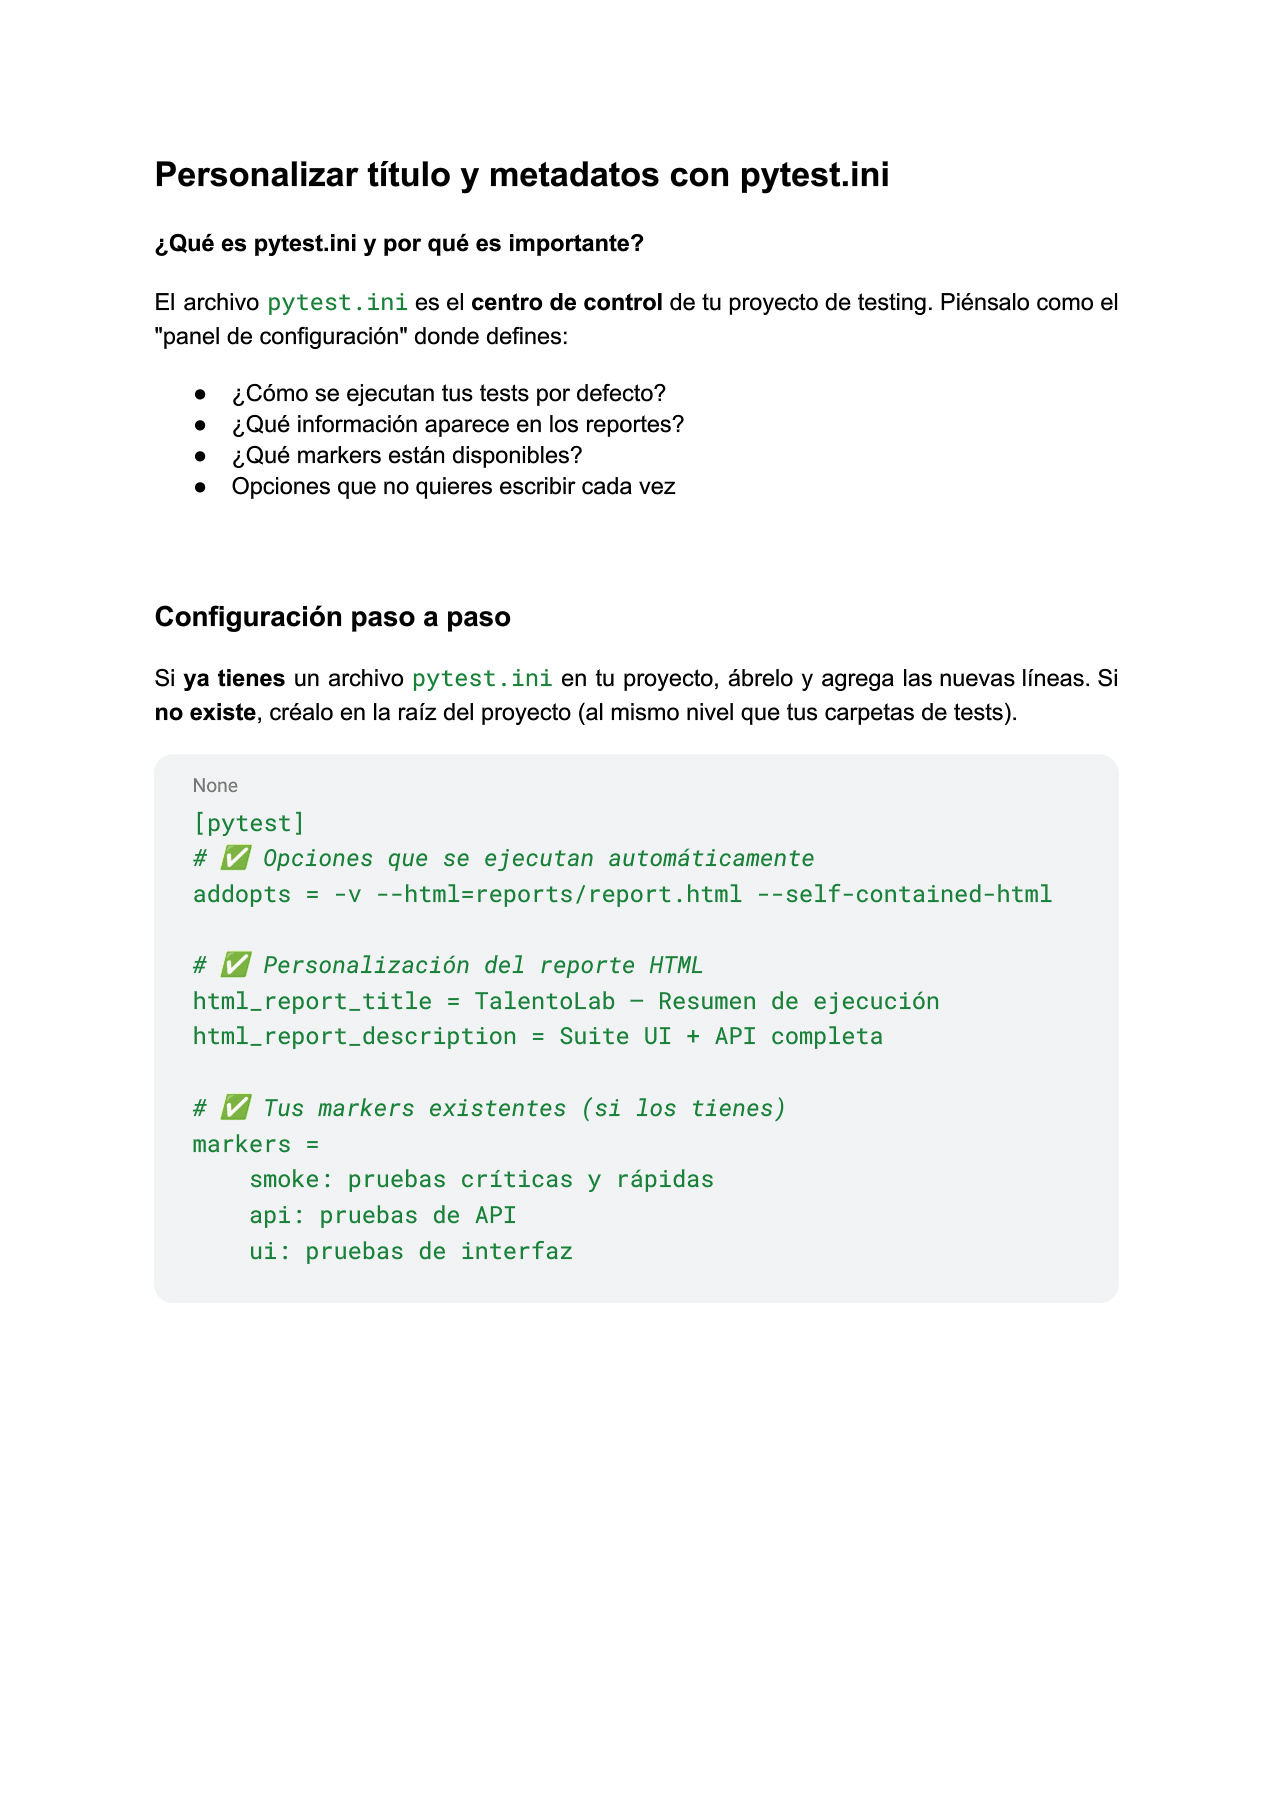 Personalizar título y metadatos con pytest.ini
¿Qué es pytest.ini y por qué es importante?
El archivo pytest.ini es el centro de control de tu proyecto de testing. Piénsalo como el
"panel de configuración" donde defines:
● ¿Cómo se ejecutan tus tests por defecto?
● ¿Qué información aparece en los reportes?
● ¿Qué markers están disponibles?
● Opciones que no quieres escribir cada vez
Configuración paso a paso
Si ya tienes un archivo pytest.ini en tu proyecto, ábrelo y agrega las nuevas líneas. Si
no existe, créalo en la raíz del proyecto (al mismo nivel que tus carpetas de tests).
None
[pytest]
# ✅ Opciones que se ejecutan automáticamente
addopts = -v --html=reports/report.html --self-contained-html
# ✅ Personalización del reporte HTML
html_report_title = TalentoLab – Resumen de ejecución
html_report_description = Suite UI + API completa
# ✅ Tus markers existentes (si los tienes)
markers =
    smoke: pruebas críticas y rápidas
    api: pruebas de API
    ui: pruebas de interfaz